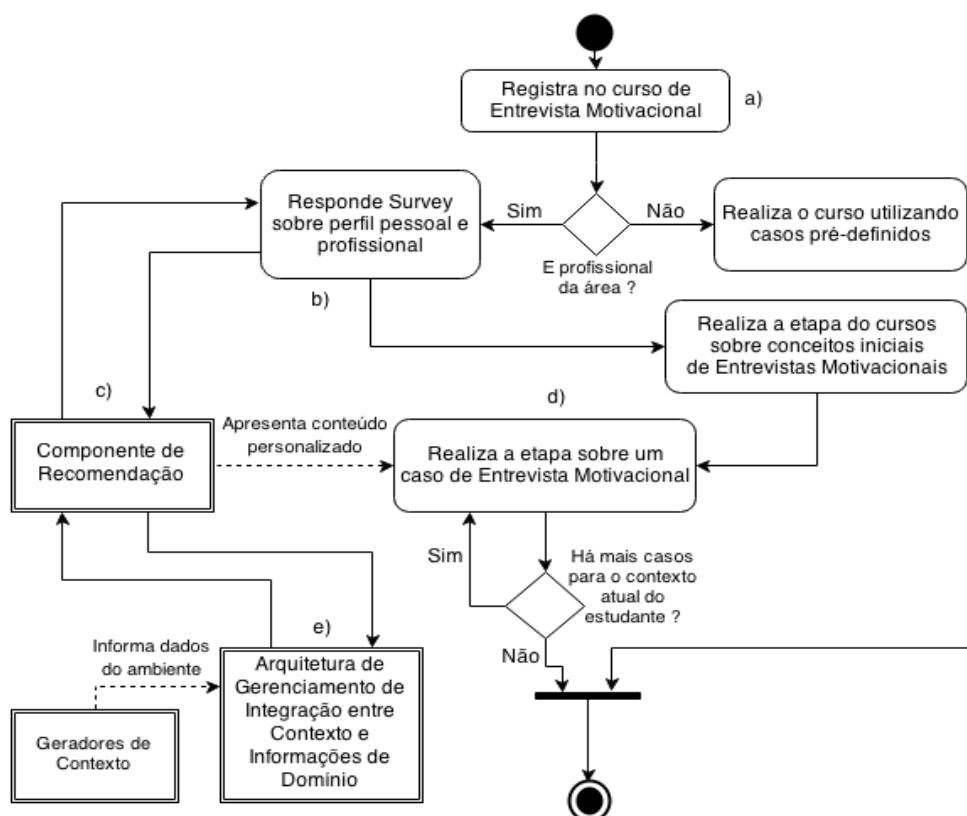 Registra no curso de
Entrevista Motivacional
a)
Responde Survey
sobre perfil pessoal e
profissional
Sim
Não
Realiza o curso utilizando
casos pré-definidos
E profissional
da área ?
b)
Realiza a etapa do cursos
sobre conceitos iniciais
de Entrevistas Motivacionais
c)
d)
Componente de
Recomendação
Apresenta conteúdo
personalizado
Realiza a etapa sobre um
caso de Entrevista Motivacional
Sim
Há mais casos
para o contexto
atual do
estudante ?
Não
e)
Informa dados
do ambiente
Arquitetura de
Gerenciamento de
Integração entre
Contexto e
Informações de
Domínio
Geradores de
Contexto